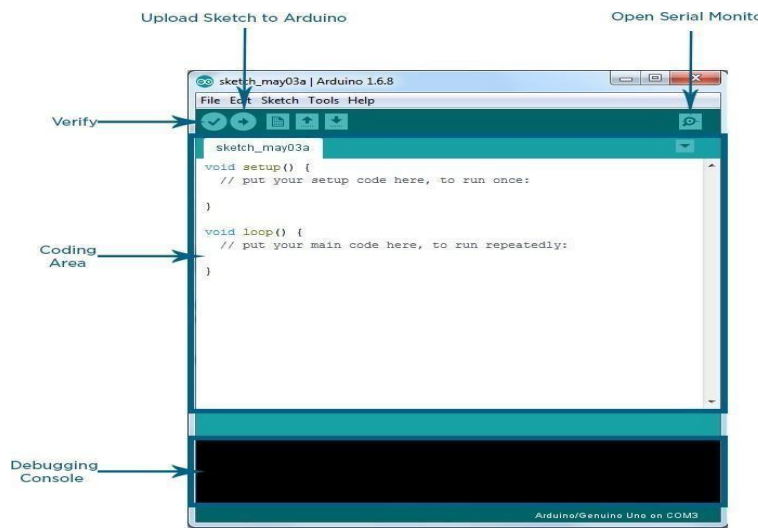 Upload Sketch to Arduino
Open Serial Monito
sketch_may03a | Arduino 1.6.8
File Edit Sketch Tools Help
Verify
sketch_may03a
void setup() {
// put your setup code here, to run once:
}
void loop() {
// put your main code here, to run repeatedly:
}
Coding
Area
Debugging
Console
Arduino/Genuino Uno on COM3